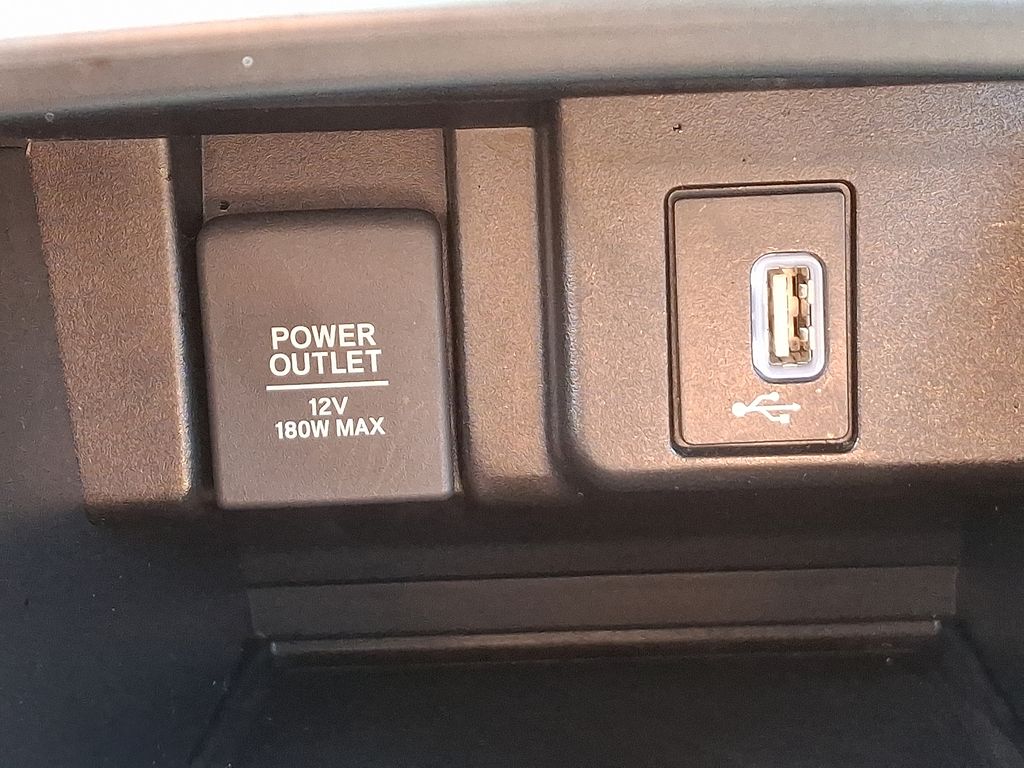 POWER
OUTLET
12V
180W MAX